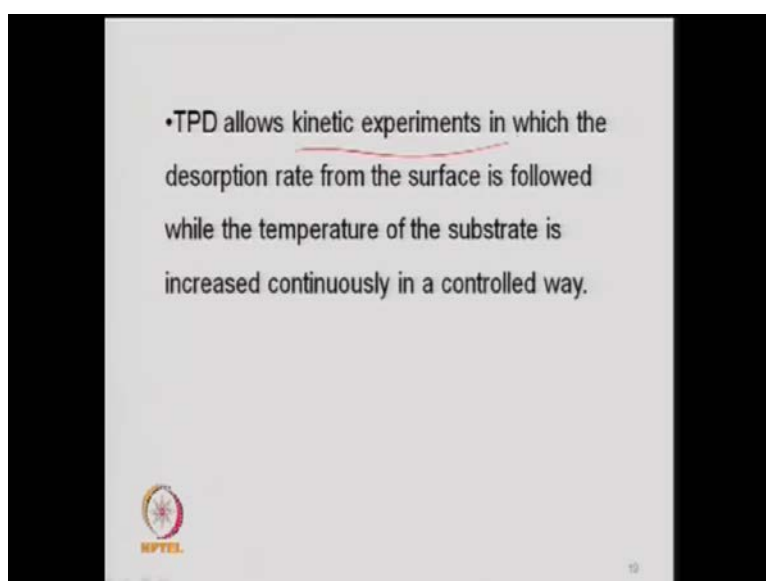 •TPD allows kinetic experiments in which the
desorption rate from the surface is followed
while the temperature of the substrate is
increased continuously in a controlled way.
NPTEL
19